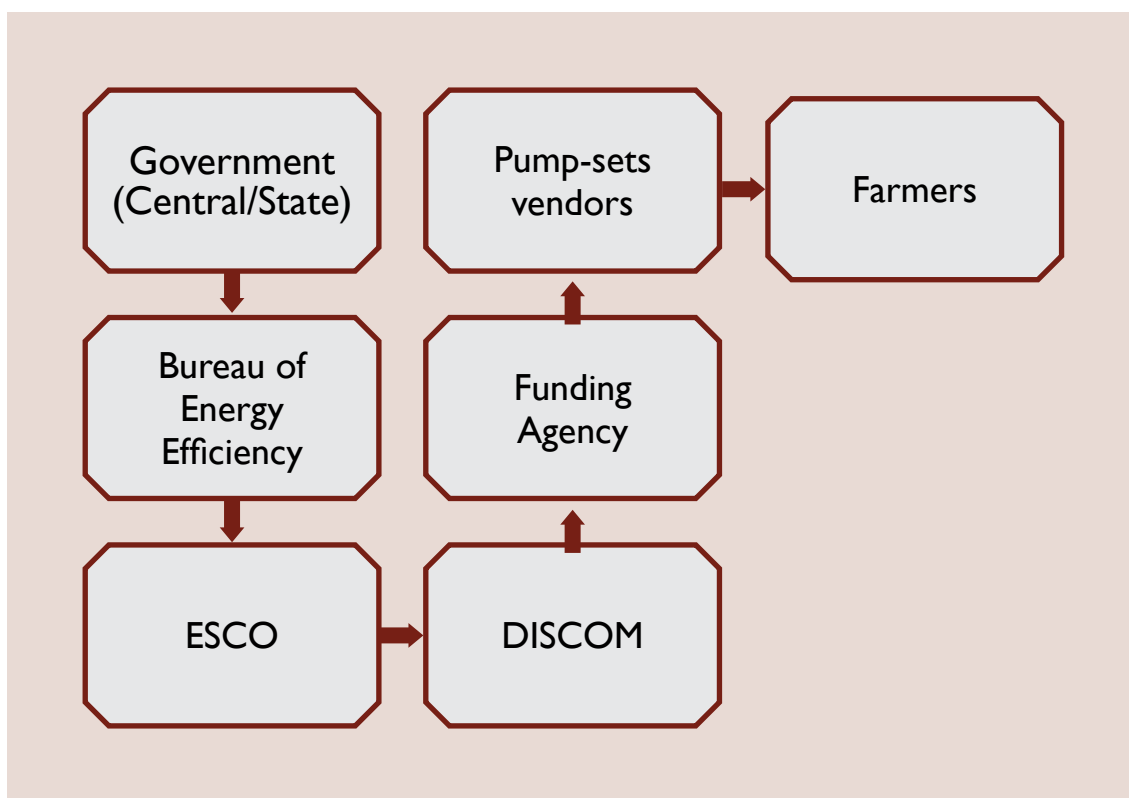 Government
(Central/State)
Bureau of
Energy
Efficiency
ESCO
DISCOM
Funding
Agency
Pump-sets
vendors
Farmers